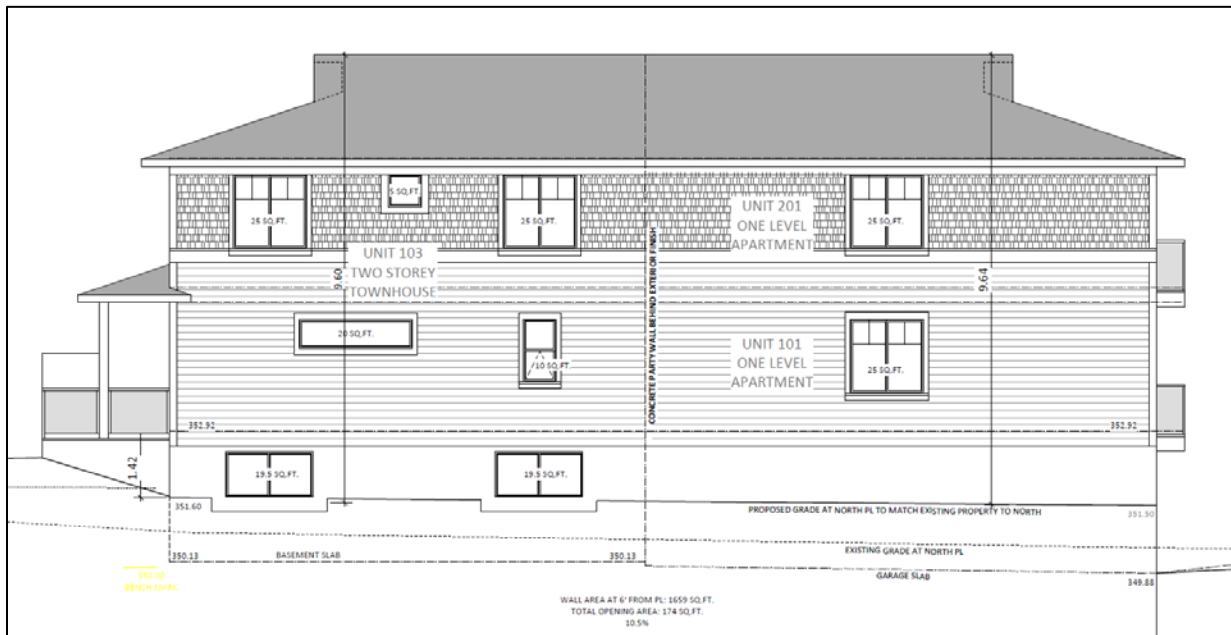 5 SQ.FT.
25 SQ.FT.
25 SQ.FT.
25 SQ.FT.
UNIT 201
ONE LEVEL
APARTMENT
UNIT 103
TWO STOREY
TOWNHOUSE
9.60
9.64
CONCRETE PARTY WALL BEHIND EXTERIOR FINISH
20 SQ.FT.
10 SQ.FT.
UNIT 101
ONE LEVEL
APARTMENT
25 SQ.FT.
352.92
352.92
1.42
19.5 SQ.FT.
19.5 SQ.FT.
351.60
PROPOSED GRADE AT NORTH PL TO MATCH EXISTING PROPERTY TO NORTH
351.50
350.13
BASEMENT SLAB
350.13
EXISTING GRADE AT NORTH PL
GARAGE SLAB
349.88
BENCH MARK
WALL AREA AT 6' FROM PL: 1659 SQ.FT.
TOTAL OPENING AREA: 174 SQ.FT.
10.5%